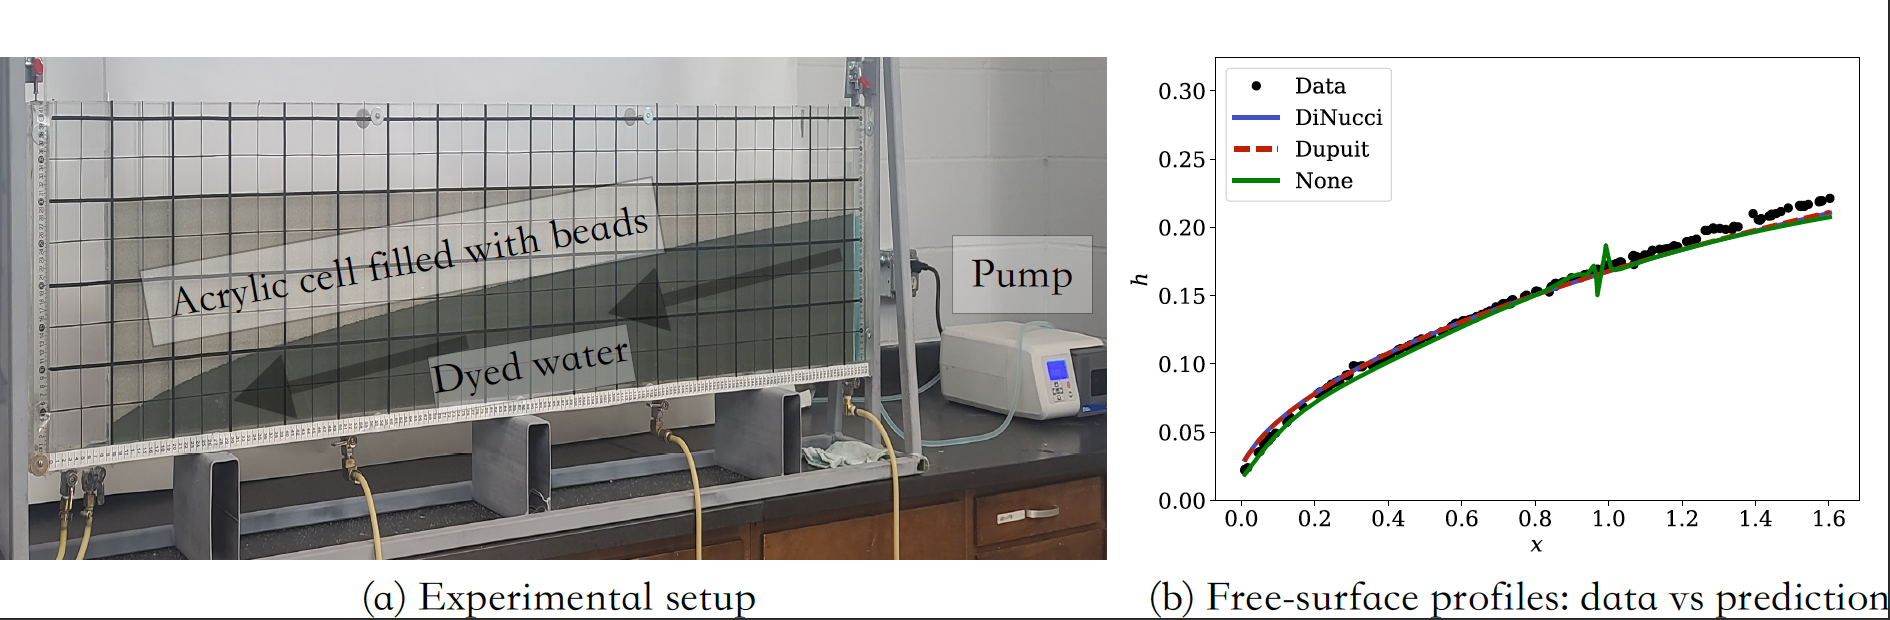 Acrylic cell filled with beads
Dyed water
Pump
(a) Experimental setup
0.30
0.25
0.20
0.15
0.10
0.05
0.00
h
Data
DiNucci
Dupuit
None
0.0 0.2 0.4 0.6 0.8 1.0 1.2 1.4 1.6
x
(b) Free-surface profiles: data vs prediction